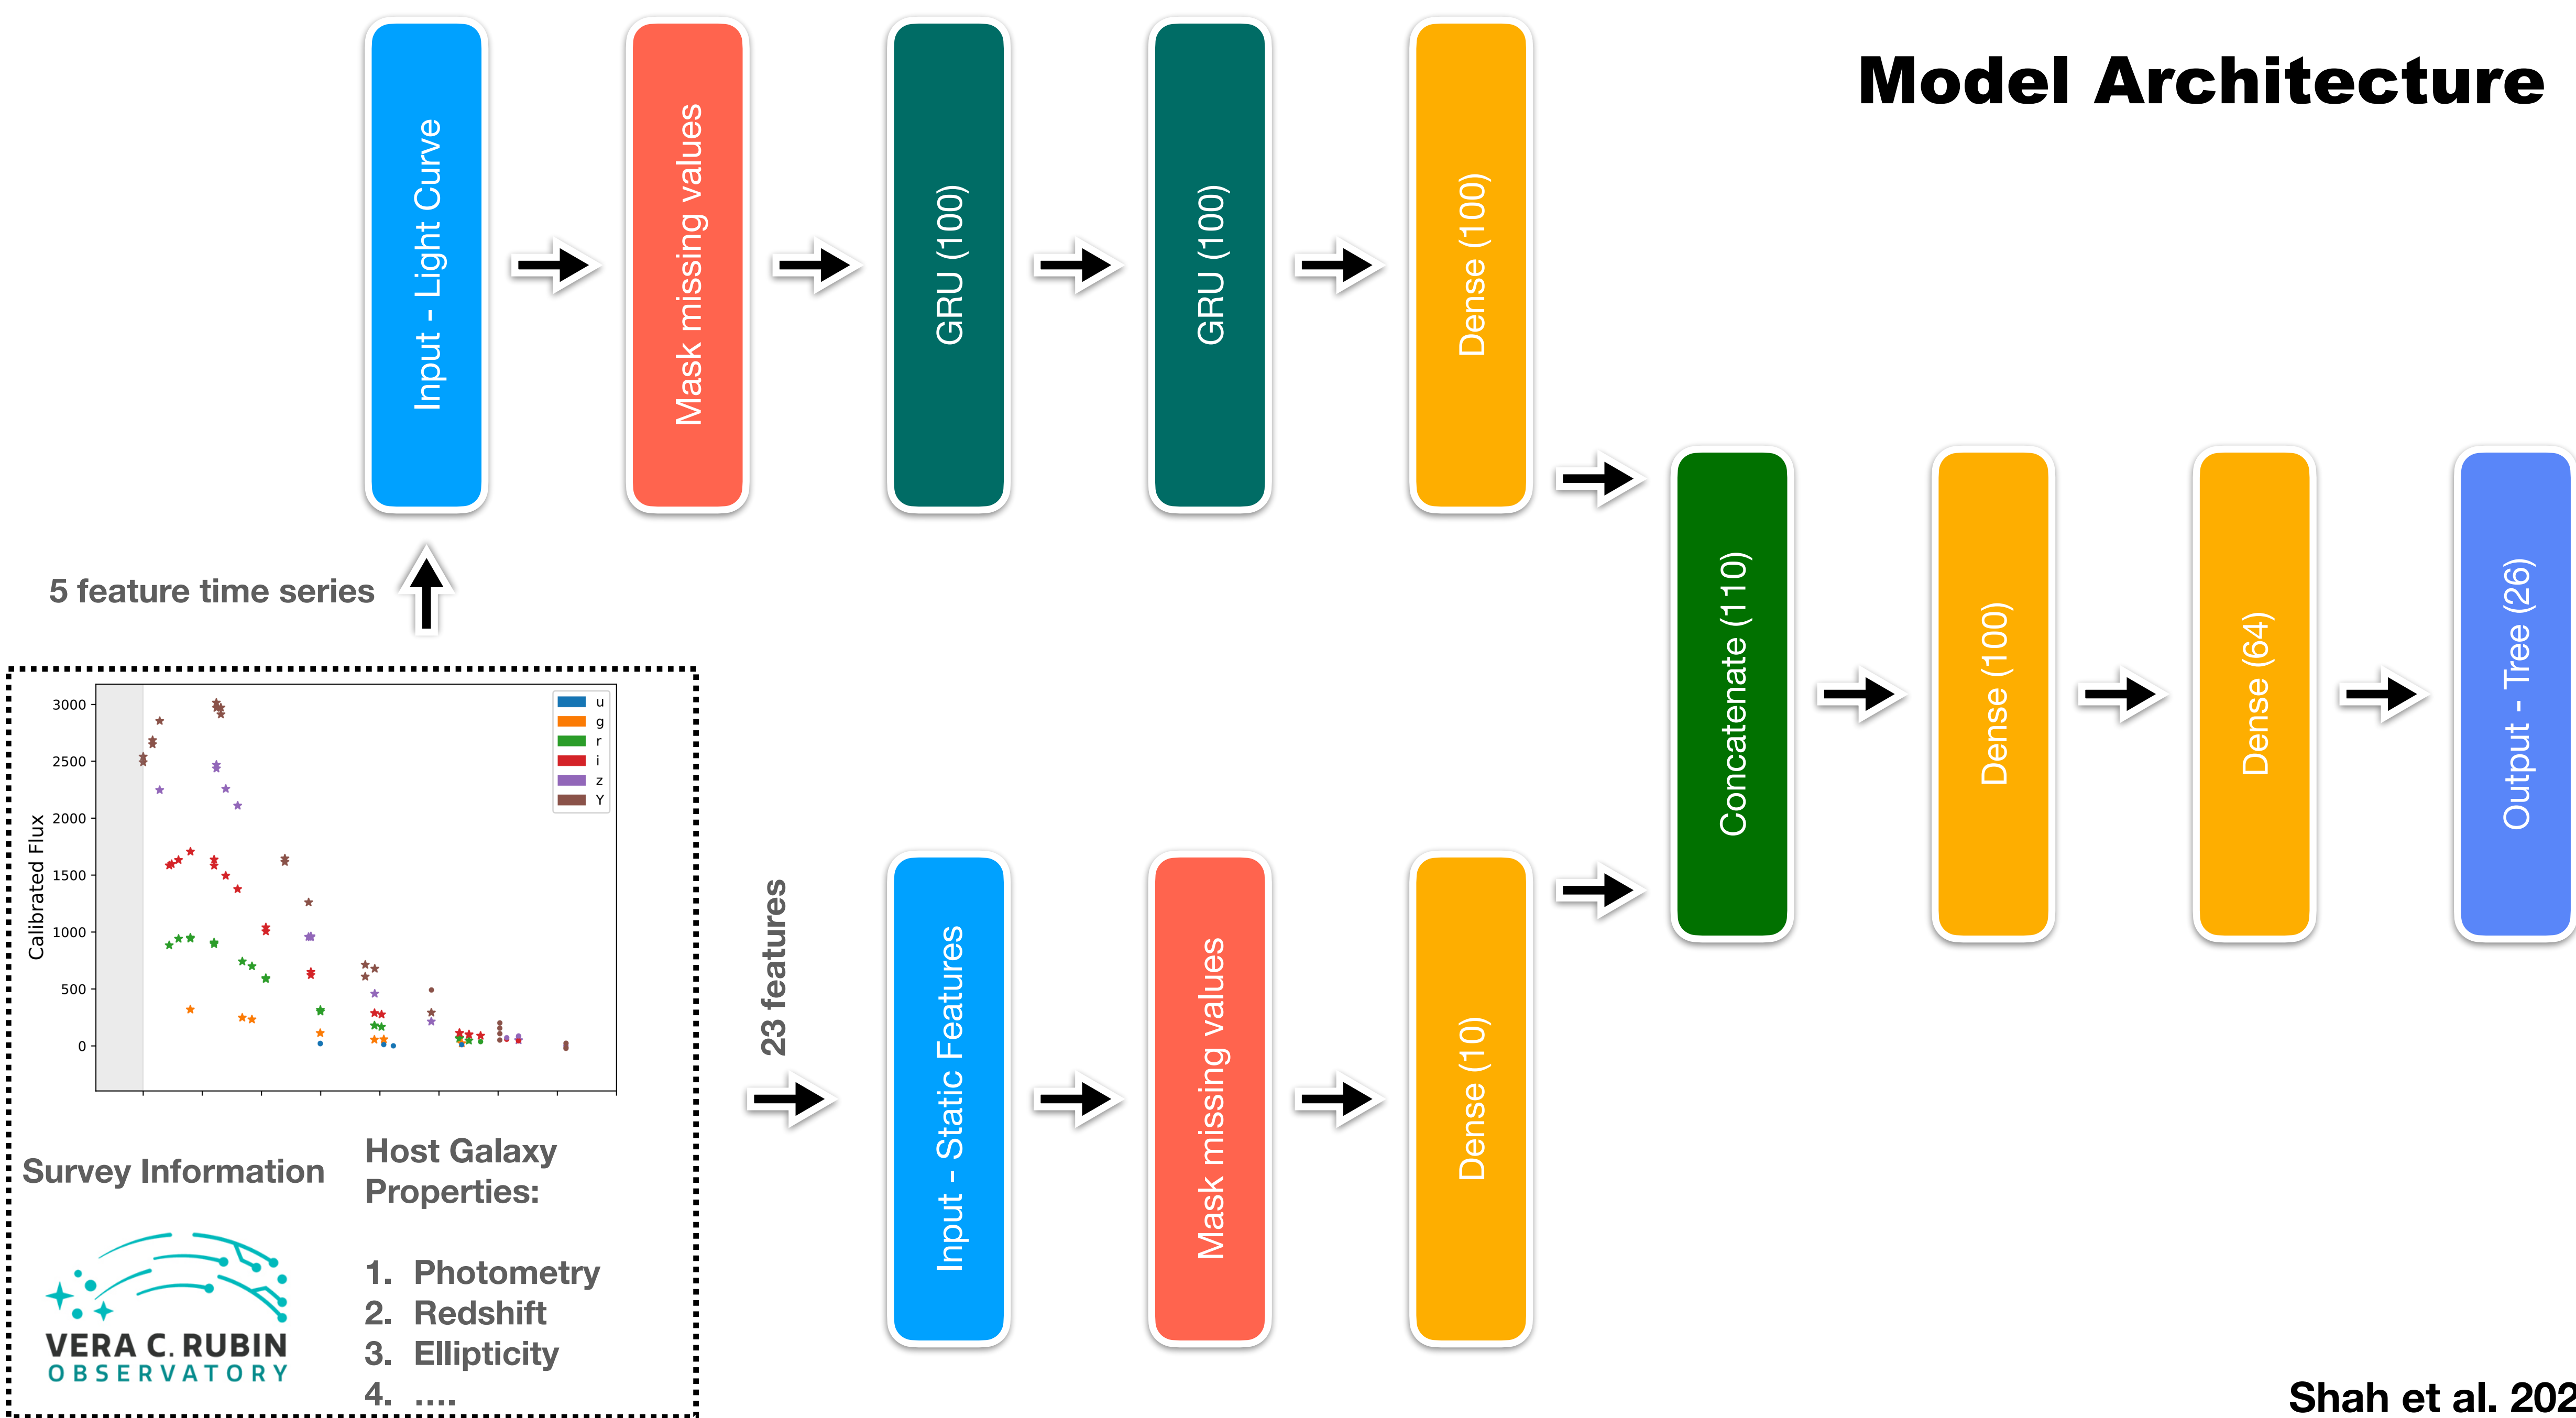 Model Architecture
Input - Light Curve
Mask missing values
GRU (100)
GRU (100)
Dense (100)
5 feature time series
3000
2500
2000
1500
1000
500
0
Calibrated Flux
u
g
r
i
z
Y
Survey Information
VERA C. RUBIN
OBSERVATORY
Host Galaxy
Properties:
1. Photometry
2. Redshift
3. Ellipticity
4. ....
23 features
Input - Static Features
Mask missing values
Dense (10)
Concatenate (110)
Dense (100)
Dense (64)
Output - Tree (26)
Shah et al. 202